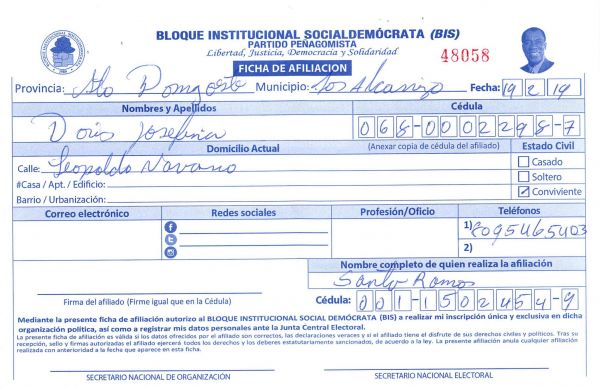 BLOQUE INSTITUCIONAL SOCIALDEMÓCRATA (BIS)
PARTIDO PEÑAGOMISTA
Libertad, Justicia, Democracia y Solidaridad
48058
FICHA DE AFILIACION
Provincia: Sto Domgo Este Municipio: Los Alcarrizo Fecha: 19 2 19
Nombres y Apellidos Cédula
Doris Josefina 068-0002298-7
Domicilio Actual (Anexar copia de cédula del afiliado) Estado Civil
Calle: Leopoldo Navarro Casado
#Casa / Apt. / Edificio: Soltero
Barrio / Urbanización: Conviviente
Correo electrónico Redes sociales Profesión/Oficio Teléfonos
1) 8095465403
2)
Nombre completo de quien realiza la afiliación
Santo Ramos
Firma del afiliado (Firme igual que en la Cédula) Cédula: 001-1502454-9
Mediante la presente ficha de afiliación autorizo al BLOQUE INSTITUCIONAL SOCIAL DEMÓCRATA (BIS) a realizar mi inscripción única y exclusiva en dicha
organización política, así como a registrar mis datos personales ante la Junta Central Electoral.
La presente ficha de afiliación es válida si los datos ofrecidos por el afiliado son correctos, las declaraciones veraces y si el afiliado tiene el disfrute de sus derechos civiles y políticos. Tras su
recepción, sello y firmas autorizadas el afiliado ejercerá todos los derechos y los deberes estatutariamente sancionados, de acuerdo a la ley. La presente afiliación anula cualquier afiliación
realizada con anterioridad a la fecha que aparece en esta ficha.
SECRETARIO NACIONAL DE ORGANIZACIÓN SECRETARIO NACIONAL ELECTORAL